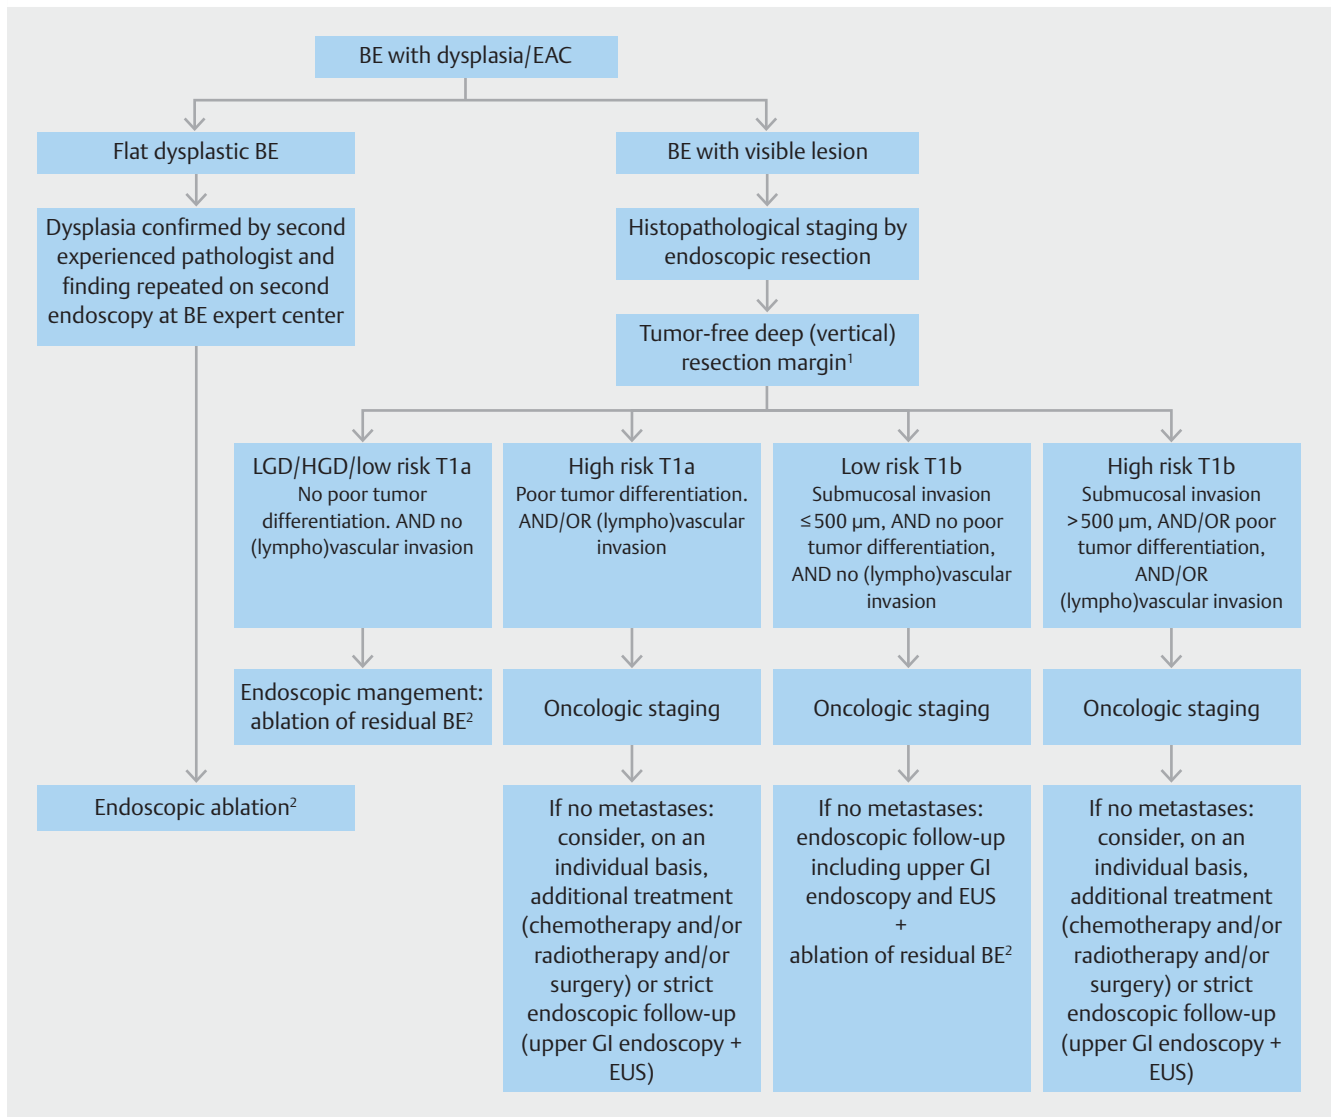 BE with dysplasia/EAC
Flat dysplastic BE
BE with visible lesion
Dysplasia confirmed by second
experienced pathologist and
finding repeated on second
endoscopy at BE expert center
Histopathological staging by
endoscopic resection
Tumor-free deep (vertical)
resection margin¹
LGD/HGD/low risk T1a
No poor tumor
differentiation. AND no
(lympho)vascular invasion
High risk T1a
Poor tumor differentiation.
AND/OR (lympho)vascular
invasion
Low risk T1b
Submucosal invasion
≤500 µm, AND no poor
tumor differentiation,
AND no (lympho)vascular
invasion
High risk T1b
Submucosal invasion
>500 µm, AND/OR poor
tumor differentiation,
AND/OR
(lympho)vascular invasion
Endoscopic mangement:
ablation of residual BE²
Oncologic staging
Oncologic staging
Oncologic staging
Endoscopic ablation²
If no metastases:
consider, on an
individual basis,
additional treatment
(chemotherapy and/or
radiotherapy and/or
surgery) or strict
endoscopic follow-up
(upper GI endoscopy +
EUS)
If no metastases:
endoscopic follow-up
including upper GI
endoscopy and EUS
+
ablation of residual BE²
If no metastases:
consider, on an
individual basis,
additional treatment
(chemotherapy and/or
radiotherapy and/or
surgery) or strict
endoscopic follow-up
(upper GI endoscopy +
EUS)